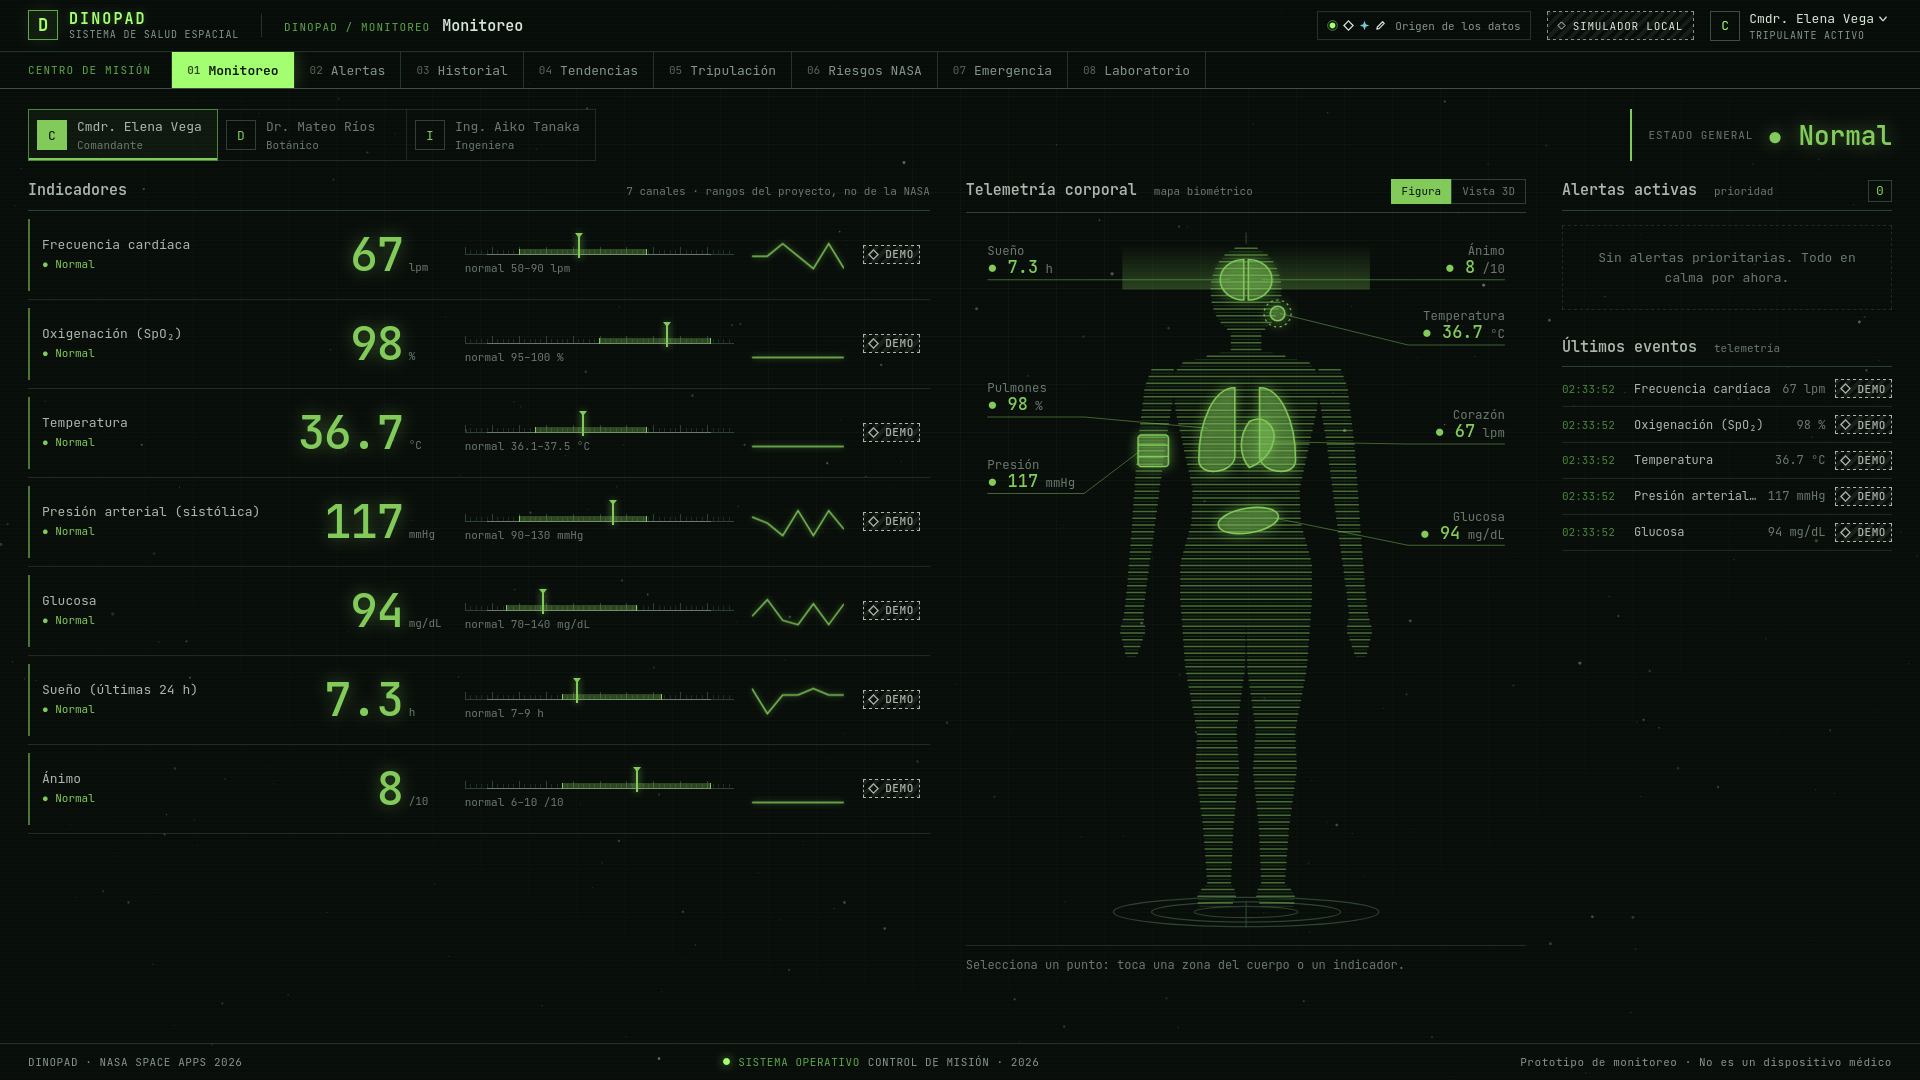 D
DINOPAD
SISTEMA DE SALUD ESPACIAL
DINOPAD / MONITOREO Monitoreo
Origen de los datos
SIMULADOR LOCAL
C
Cmdr. Elena Vega
TRIPULANTE ACTIVO
CENTRO DE MISIÓN
01 Monitoreo
02 Alertas
03 Historial
04 Tendencias
05 Tripulación
06 Riesgos NASA
07 Emergencia
08 Laboratorio
C
Cmdr. Elena Vega
Comandante
D
Dr. Mateo Ríos
Botánico
I
Ing. Aiko Tanaka
Ingeniera
ESTADO GENERAL ● Normal
Indicadores
7 canales · rangos del proyecto, no de la NASA
Frecuencia cardíaca
● Normal
67 lpm
normal 50–90 lpm
DEMO
Oxigenación (SpO₂)
● Normal
98 %
normal 95–100 %
DEMO
Temperatura
● Normal
36.7 °C
normal 36.1–37.5 °C
DEMO
Presión arterial (sistólica)
● Normal
117 mmHg
normal 90–130 mmHg
DEMO
Glucosa
● Normal
94 mg/dL
normal 70–140 mg/dL
DEMO
Sueño (últimas 24 h)
● Normal
7.3 h
normal 7–9 h
DEMO
Ánimo
● Normal
8 /10
normal 6–10 /10
DEMO
Telemetría corporal mapa biométrico
Figura
Vista 3D
Sueño
● 7.3 h
Ánimo
● 8 /10
Temperatura
● 36.7 °C
Pulmones
● 98 %
Corazón
● 67 lpm
Presión
● 117 mmHg
Glucosa
● 94 mg/dL
Selecciona un punto: toca una zona del cuerpo o un indicador.
Alertas activas prioridad 0
Sin alertas prioritarias. Todo en
calma por ahora.
Últimos eventos telemetría
02:33:52 Frecuencia cardíaca 67 lpm DEMO
02:33:52 Oxigenación (SpO₂) 98 % DEMO
02:33:52 Temperatura 36.7 °C DEMO
02:33:52 Presión arterial… 117 mmHg DEMO
02:33:52 Glucosa 94 mg/dL DEMO
DINOPAD · NASA SPACE APPS 2026
● SISTEMA OPERATIVO CONTROL DE MISIÓN · 2026
Prototipo de monitoreo · No es un dispositivo médico